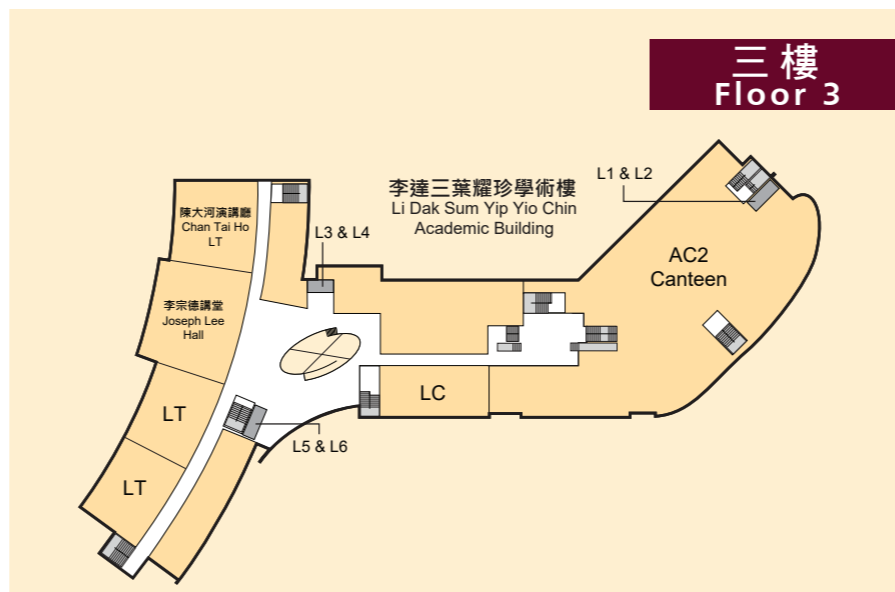 三樓
Floor 3
李達三葉耀珍學術樓
Li Dak Sum Yip Yio Chin
Academic Building
L1 & L2
陳大河演講廳
Chan Tai Ho
LT
L3 & L4
AC2
Canteen
李宗德講堂
Joseph Lee
Hall
LC
LT
L5 & L6
LT